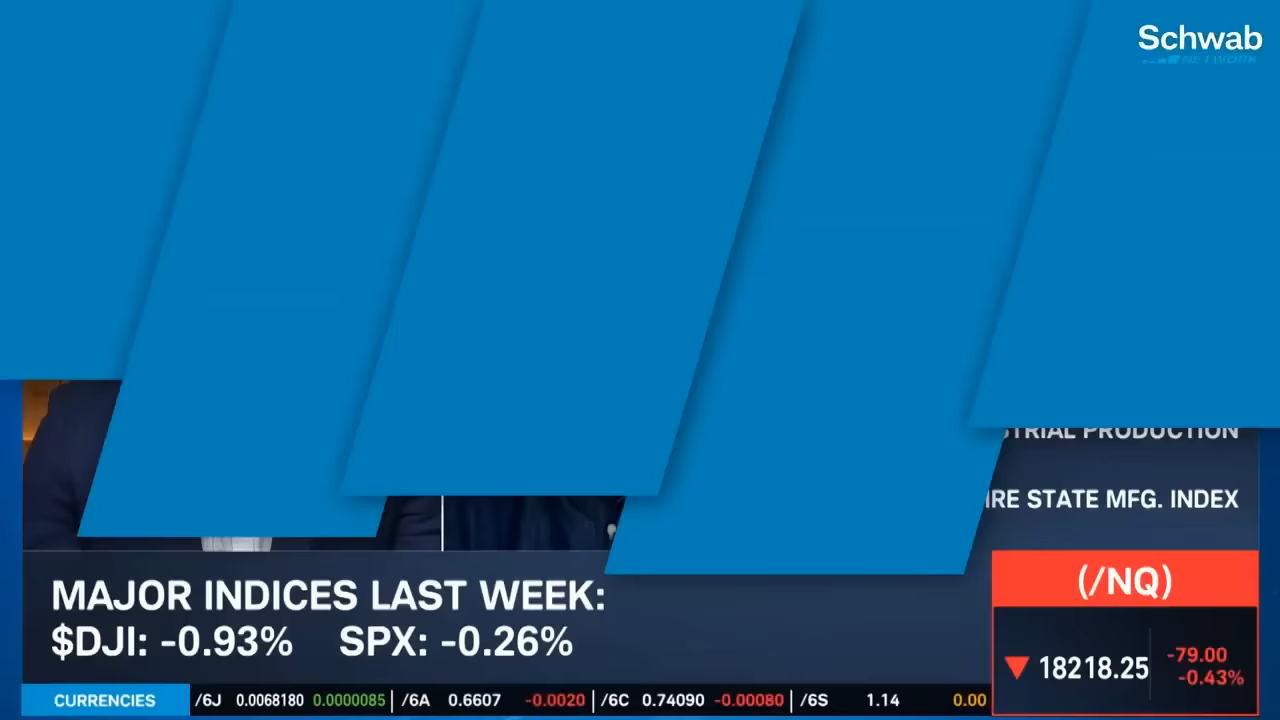 Schwab
NETWORK
INDUSTRIAL PRODUCTION
IRE STATE MFG. INDEX
MAJOR INDICES LAST WEEK:
$DJI: -0.93% SPX: -0.26%
(/NQ)
18218.25 -79.00 -0.43%
CURRENCIES /6J 0.0068180 0.0000085 /6A 0.6607 -0.0020 /6C 0.74090 -0.00080 /6S 1.14 0.00